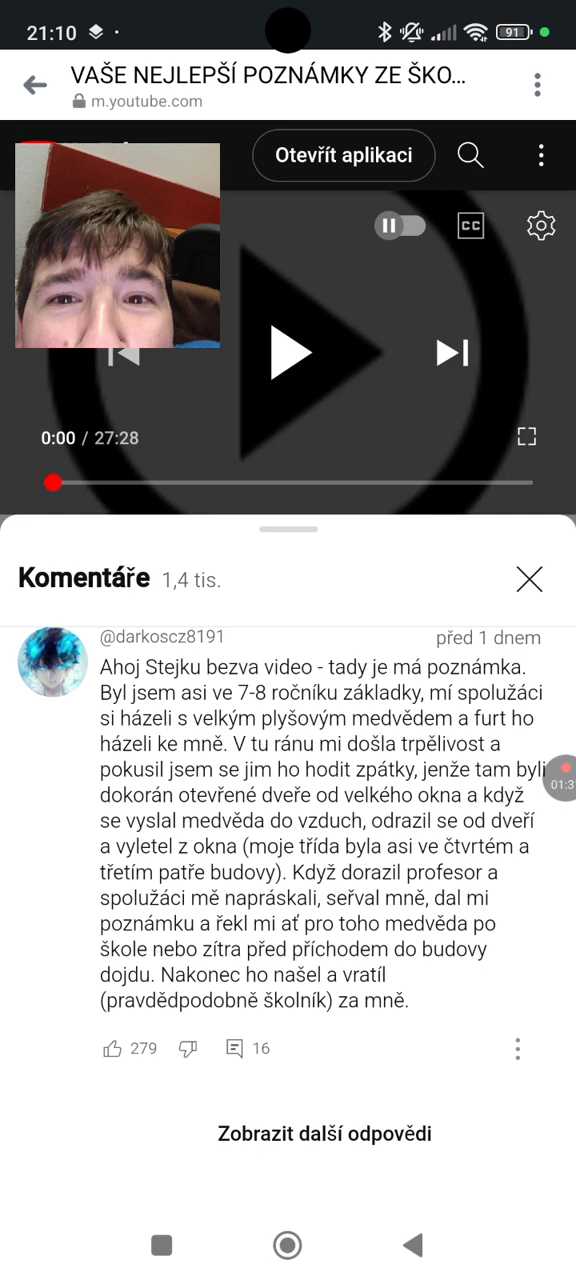 21:10
91
VAŠE NEJLEPŠÍ POZNÁMKY ZE ŠKO...
m.youtube.com
Otevřít aplikaci
CC
0:00 / 27:28
Komentáře 1,4 tis.
@darkoscz8191 před 1 dnem
Ahoj Stejku bezva video - tady je má poznámka.
Byl jsem asi ve 7-8 ročníku základky, mí spolužáci
si házeli s velkým plyšovým medvědem a furt ho
házeli ke mně. V tu ránu mi došla trpělivost a
pokusil jsem se jim ho hodit zpátky, jenže tam byli
dokorán otevřené dveře od velkého okna a když
se vyslal medvěda do vzduch, odrazil se od dveří
a vyletel z okna (moje třída byla asi ve čtvrtém a
třetím patře budovy). Když dorazil profesor a
spolužáci mě napráskali, seřval mně, dal mi
poznámku a řekl mi ať pro toho medvěda po
škole nebo zítra před příchodem do budovy
dojdu. Nakonec ho našel a vratíl
(pravdědpodobně školník) za mně.
279 16
Zobrazit další odpovědi